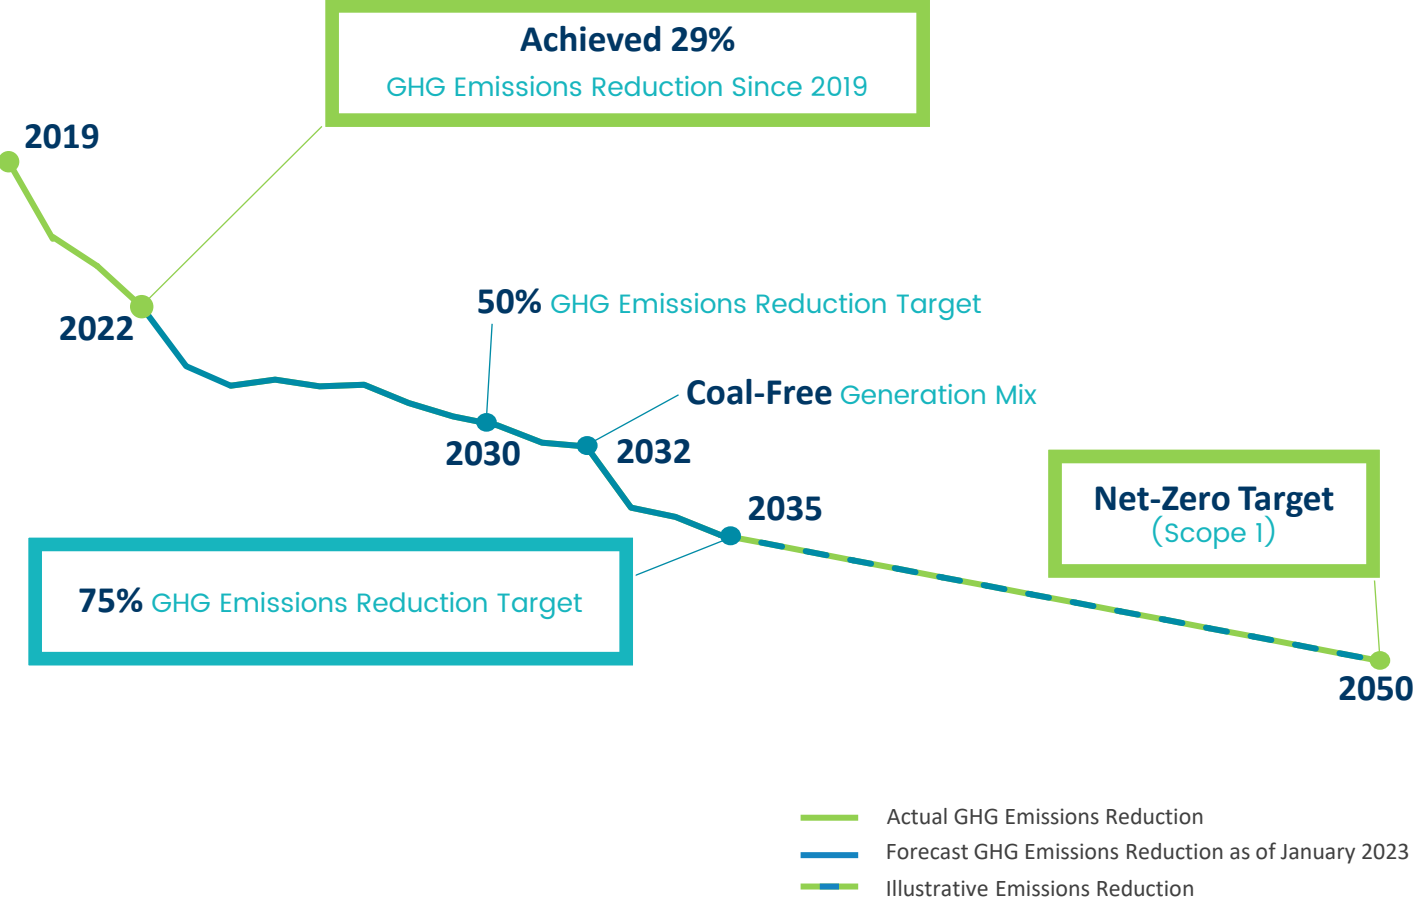 Achieved 29%
GHG Emissions Reduction Since 2019
2019
2022
50% GHG Emissions Reduction Target
Coal-Free Generation Mix
2030
2032
2035
Net-Zero Target
(Scope 1)
75% GHG Emissions Reduction Target
2050
Actual GHG Emissions Reduction
Forecast GHG Emissions Reduction as of January 2023
Illustrative Emissions Reduction